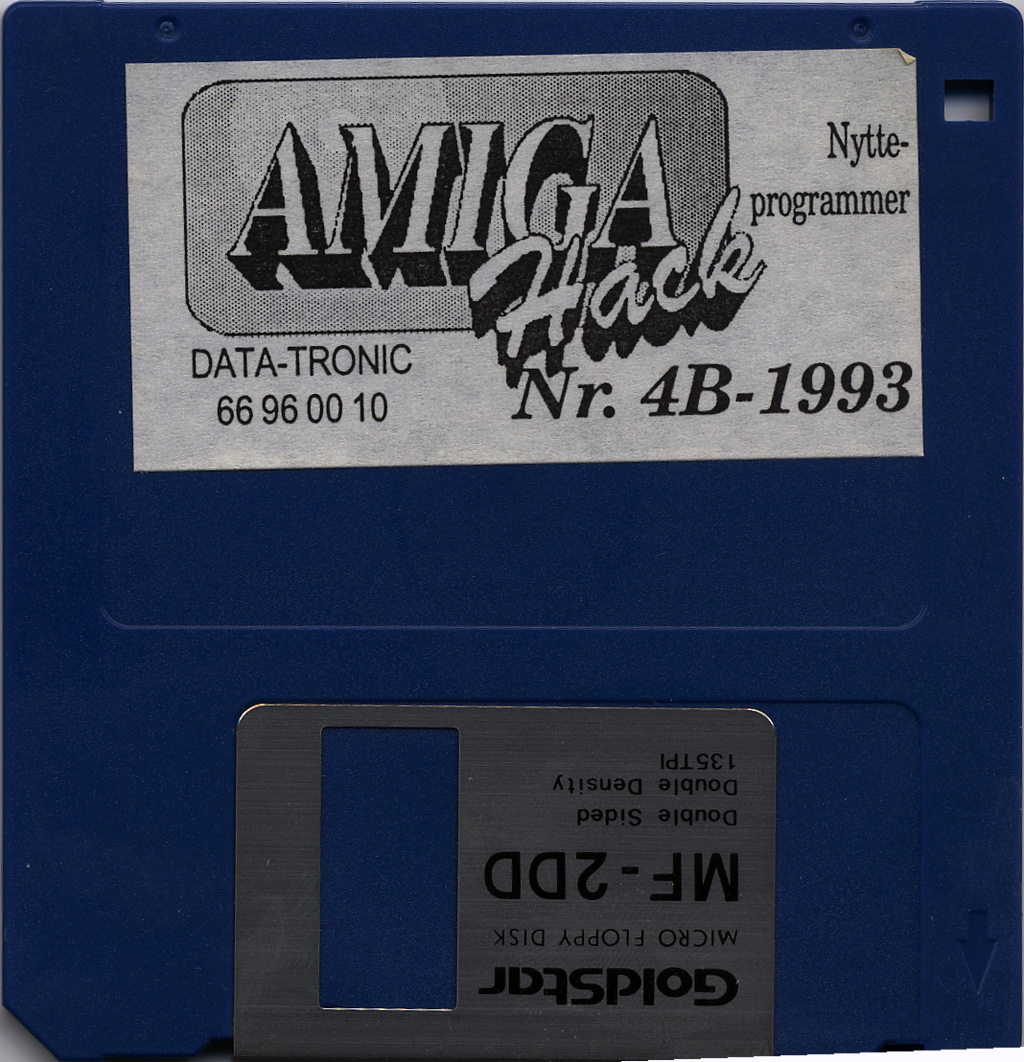 AMIGA
Hack
Nytte-
programmer
DATA-TRONIC
66 96 00 10
Nr. 4B-1993
GoldStar
MICRO FLOPPY DISK
MF-2DD
Double Sided
Double Density
135TPI